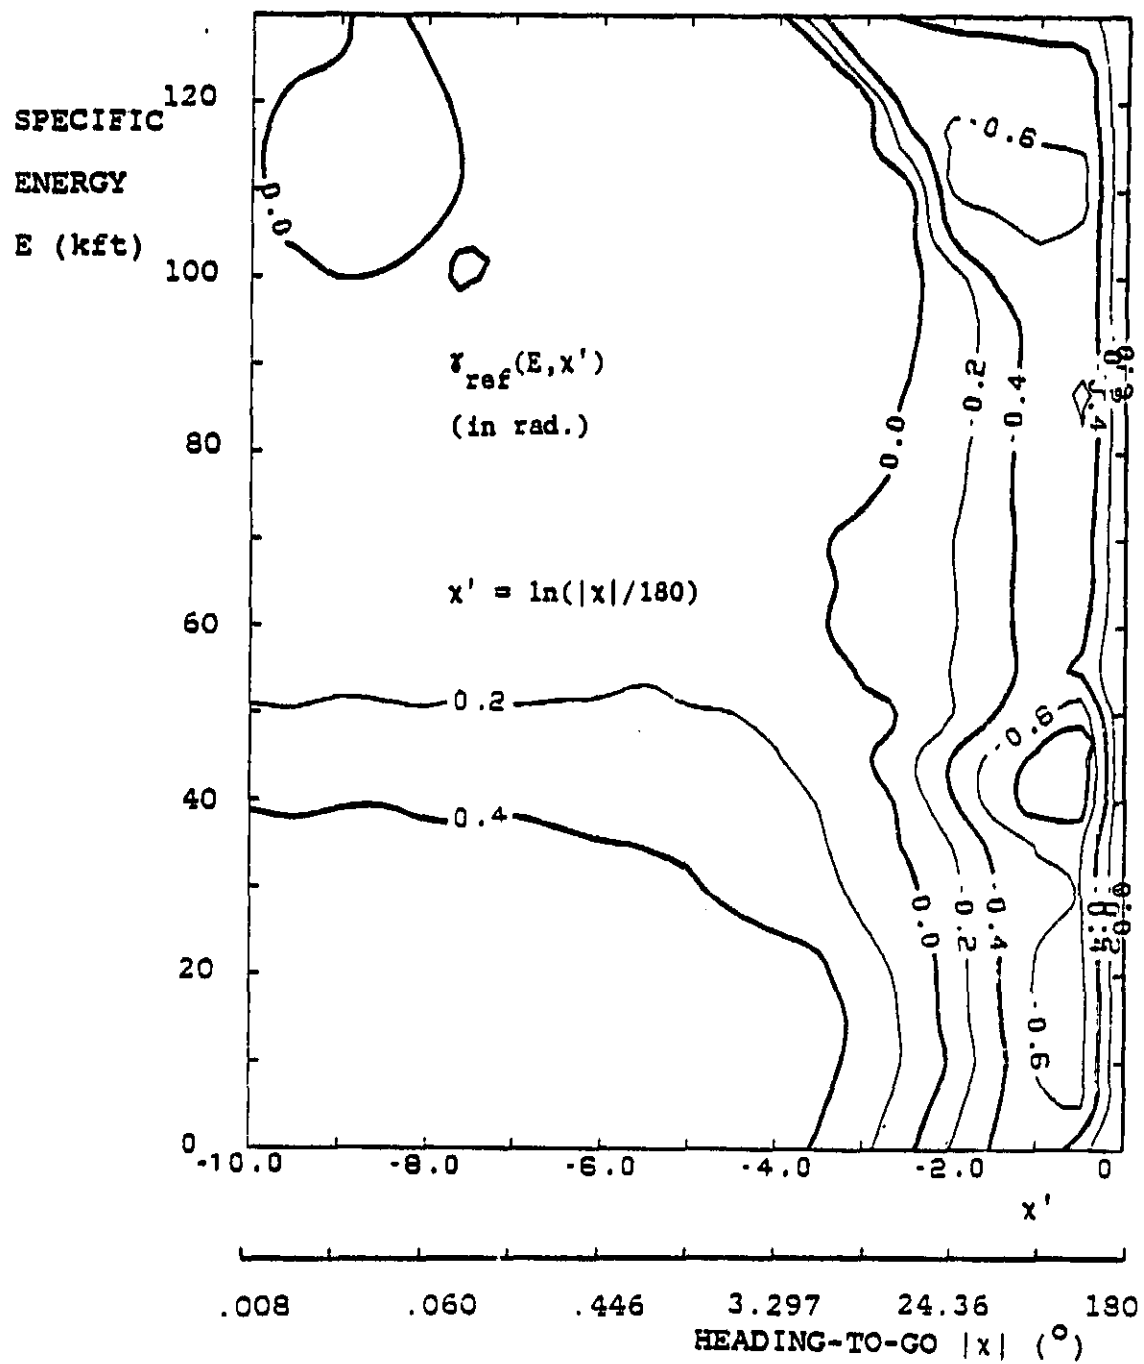 SPECIFIC
ENERGY
E (kft)
120
100
80
60
40
20
0
-0.6
0.0
γref(E,χ')
(in rad.)
-0.2
-0.4
0.0
χ' = ln(|χ|/180)
0.2
-0.6
0.4
0.0
-0.2
-0.4
-0.6
-10.0 -8.0 -6.0 -4.0 -2.0 0
χ'
.008 .060 .446 3.297 24.36 180
HEADING-TO-GO |χ| (°)